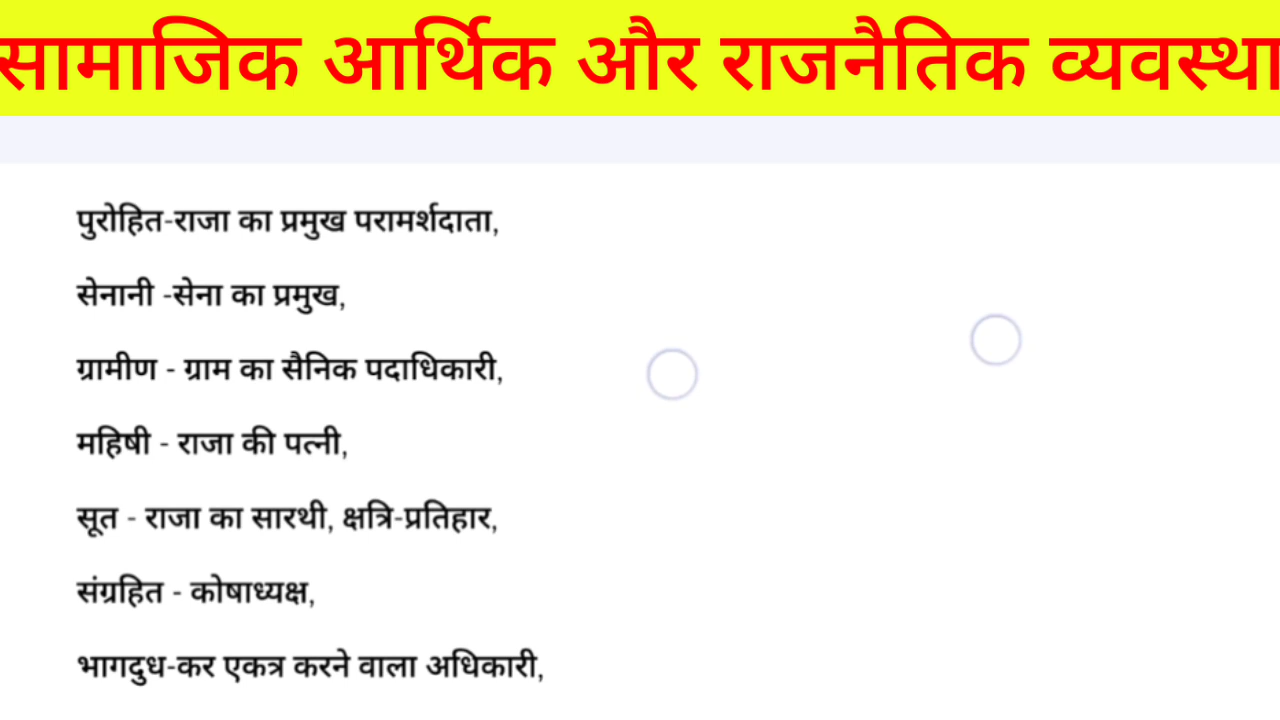 सामाजिक आर्थिक और राजनैतिक व्यवस्था
पुरोहित-राजा का प्रमुख परामर्शदाता,
सेनानी -सेना का प्रमुख,
ग्रामीण - ग्राम का सैनिक पदाधिकारी,
महिषी - राजा की पत्नी,
सूत - राजा का सारथी, क्षत्रि-प्रतिहार,
संग्रहित - कोषाध्यक्ष,
भागदुध-कर एकत्र करने वाला अधिकारी,